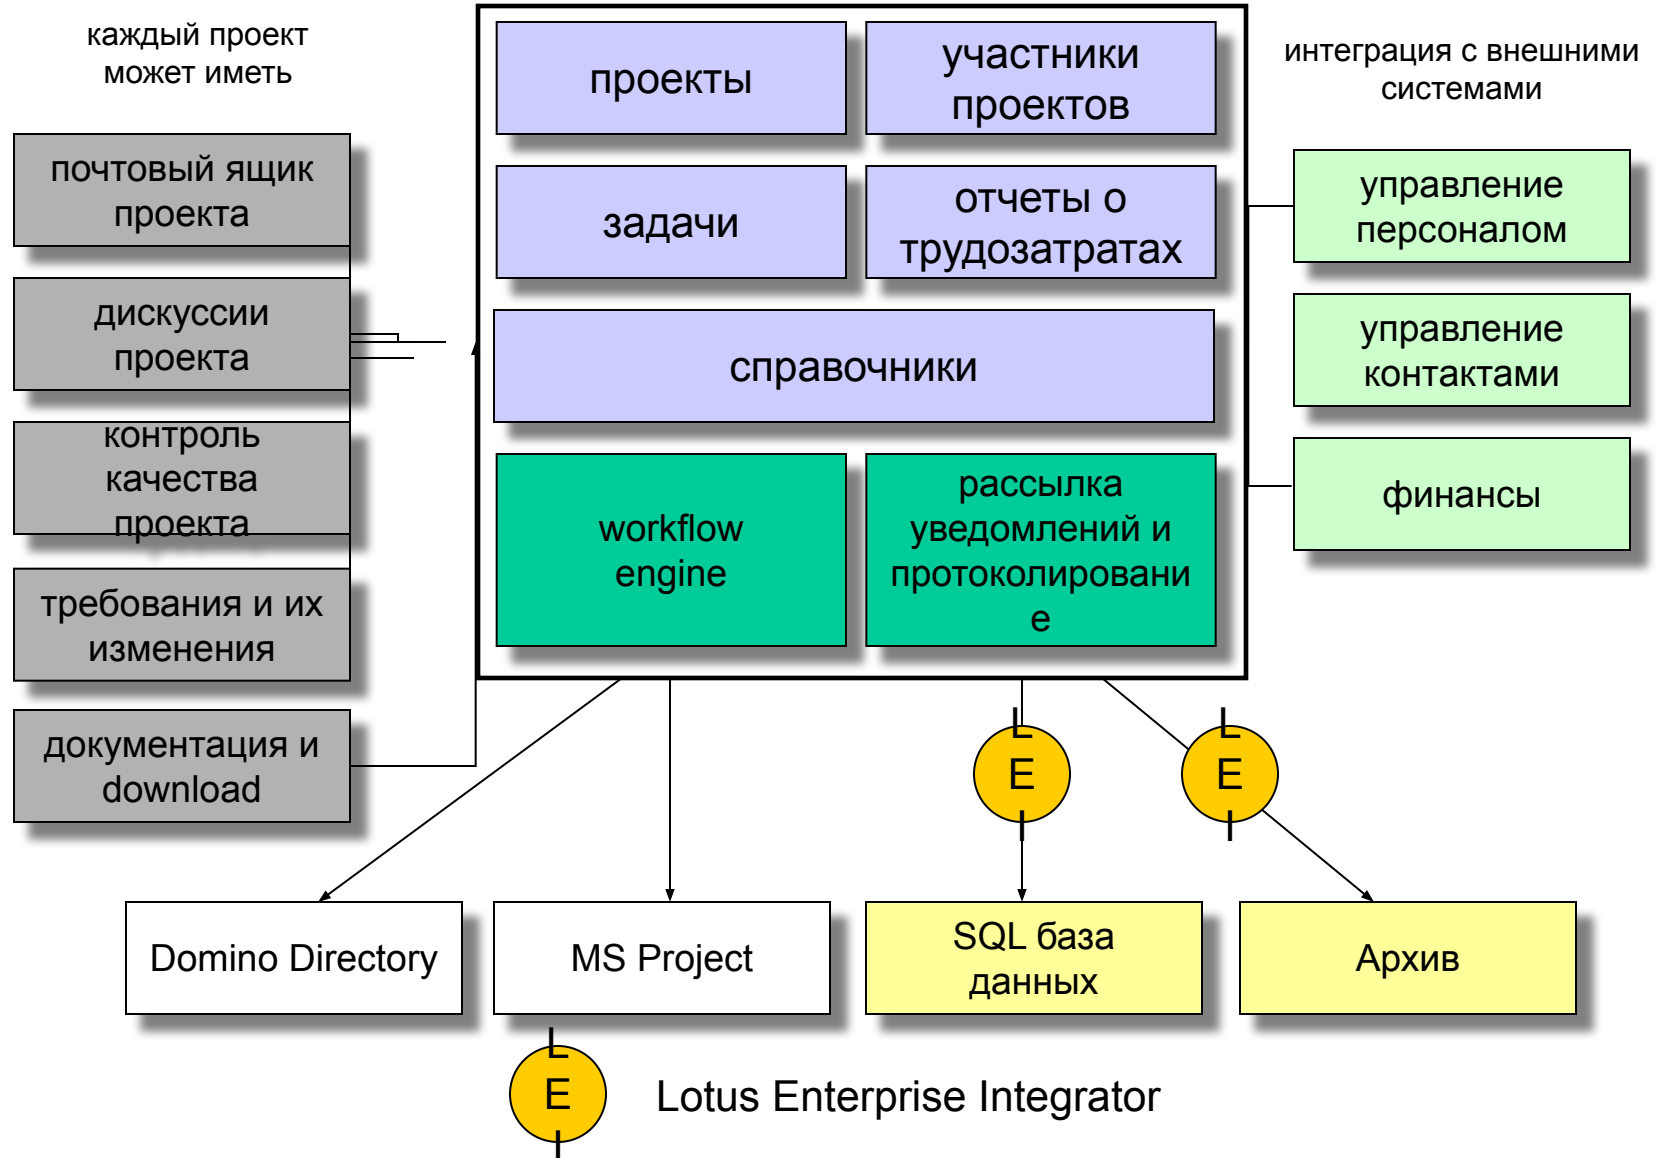 каждый проект
может иметь
почтовый ящик
проекта
дискуссии
проекта
контроль
качества
проекта
требования и их
изменения
документация и
download
проекты
участники
проектов
задачи
отчеты о
трудозатратах
справочники
workflow
engine
рассылка
уведомлений и
протоколировани
е
интеграция с внешними
системами
управление
персоналом
управление
контактами
финансы
L
E
I
L
E
I
Domino Directory
MS Project
SQL база
данных
Архив
L
E
I
Lotus Enterprise Integrator